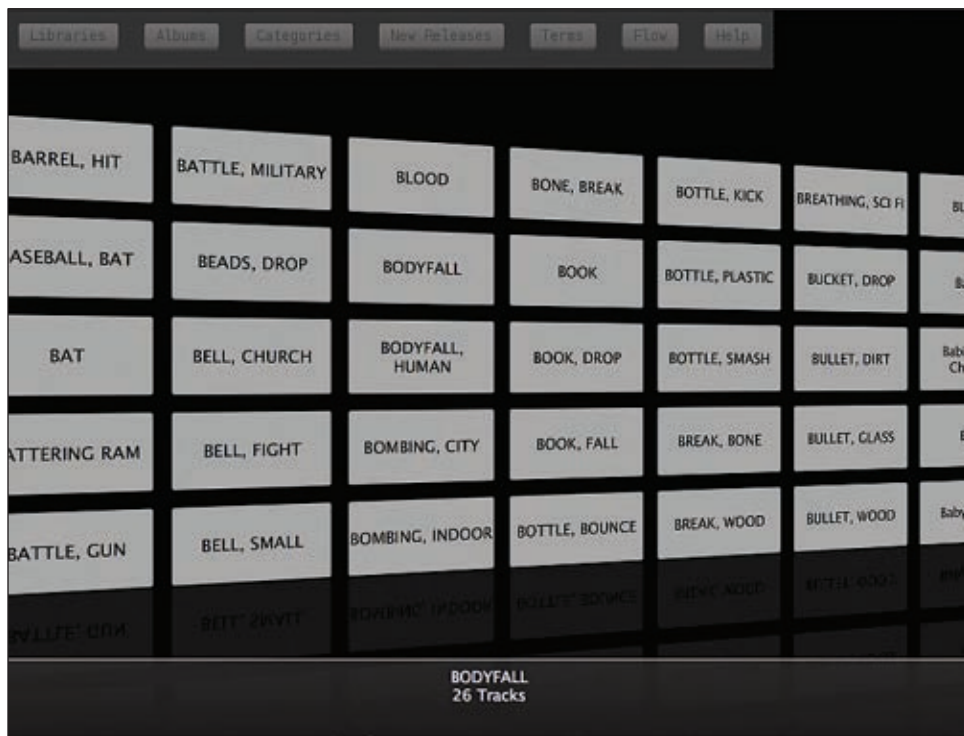 Libraries Albums Categories New Releases Terms Flow Help
BARREL, HIT BATTLE, MILITARY BLOOD BONE, BREAK BOTTLE, KICK BREATHING, SCI FI
ASEBALL, BAT BEADS, DROP BODYFALL BOOK BOTTLE, PLASTIC BUCKET, DROP
BAT BELL, CHURCH BODYFALL, HUMAN BOOK, DROP BOTTLE, SMASH BULLET, DIRT
ATTERING RAM BELL, FIGHT BOMBING, CITY BOOK, FALL BREAK, BONE BULLET, GLASS
BATTLE, GUN BELL, SMALL BOMBING, INDOOR BOTTLE, BOUNCE BREAK, WOOD BULLET, WOOD Baby
BODYFALL
26 Tracks